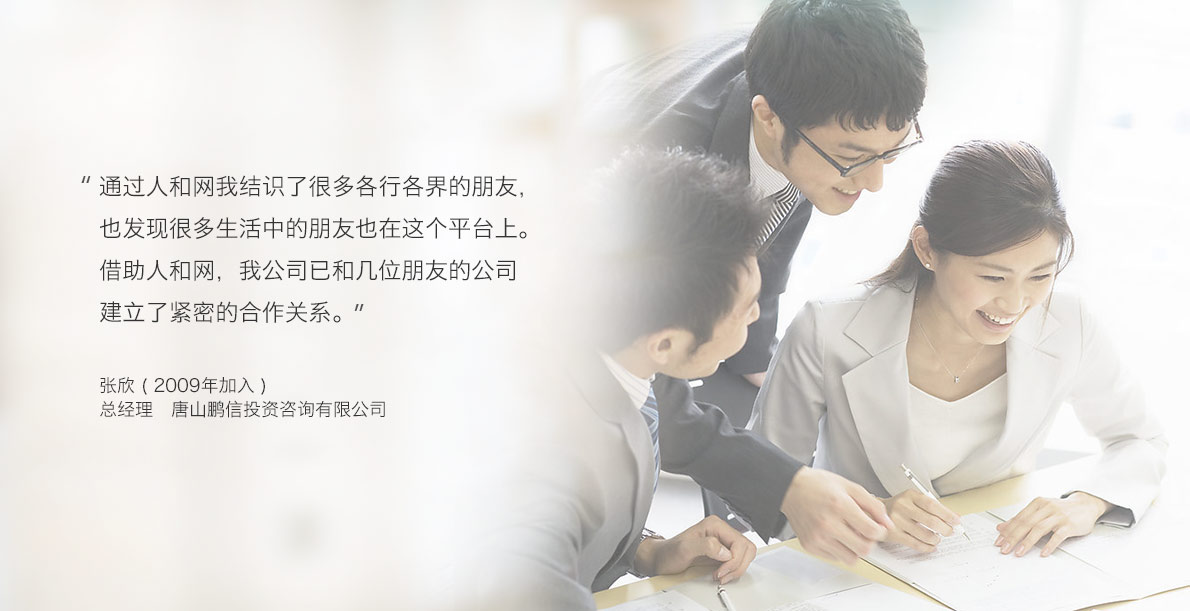 “ 通过人和网我结识了很多各行各界的朋友，
也发现很多生活中的朋友也在这个平台上。
借助人和网，我公司已和几位朋友的公司
建立了紧密的合作关系。”
张欣（2009年加入）
总经理　唐山鹏信投资咨询有限公司